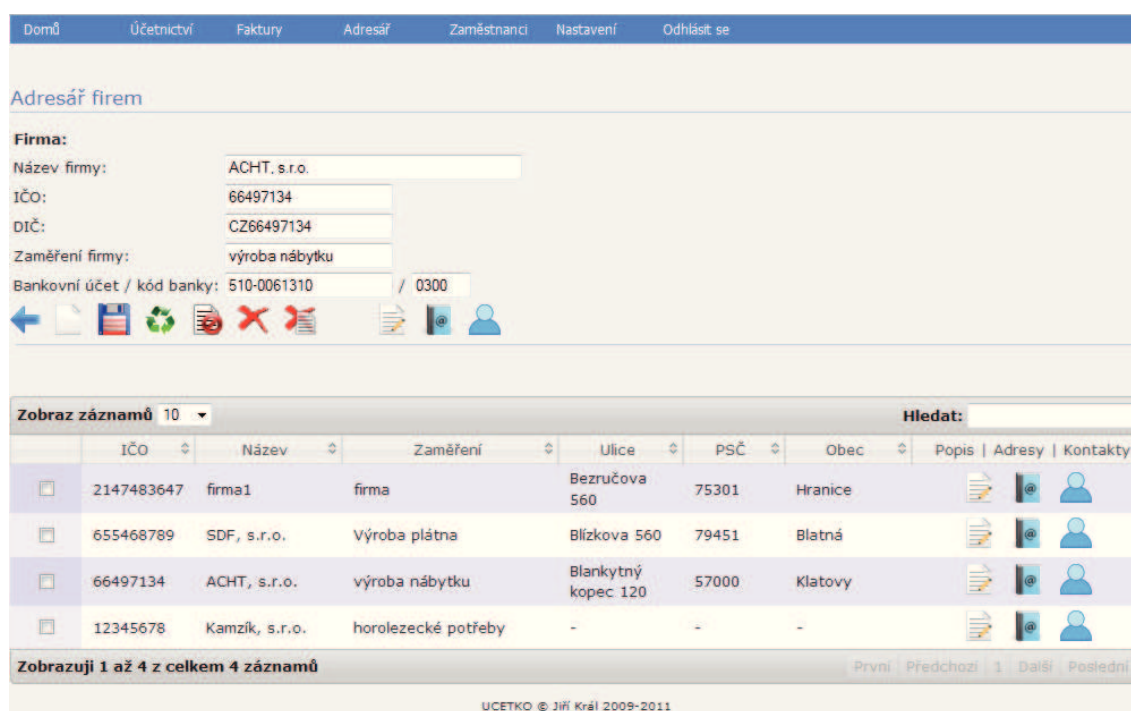 Domů Účetnictví Faktury Adresář Zaměstnanci Nastavení Odhlásit se
Adresář firem
Firma:
Název firmy: ACHT, s.r.o.
IČO: 66497134
DIČ: CZ66497134
Zaměření firmy: výroba nábytku
Bankovní účet / kód banky: 510-0061310 / 0300
Zobraz záznamů 10 Hledat:
IČO Název Zaměření Ulice PSČ Obec Popis | Adresy | Kontakty
2147483647 firma1 firma Bezručova 560 75301 Hranice
655468789 SDF, s.r.o. Výroba plátna Blízkova 560 79451 Blatná
66497134 ACHT, s.r.o. výroba nábytku Blankytný kopec 120 57000 Klatovy
12345678 Kamzík, s.r.o. horolezecké potřeby - - -
Zobrazuji 1 až 4 z celkem 4 záznamů První Předchozí 1 Další Poslední
UCETKO © Jiří Král 2009-2011